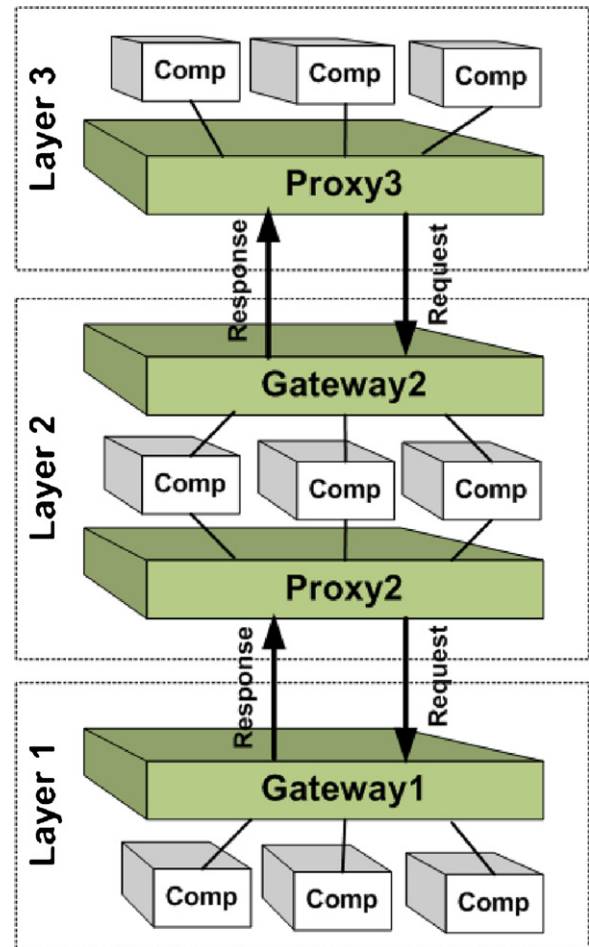 Layer 3
Comp
Comp
Comp
Proxy3
Response
Request
Layer 2
Gateway2
Comp
Comp
Comp
Proxy2
Response
Request
Layer 1
Gateway1
Comp
Comp
Comp